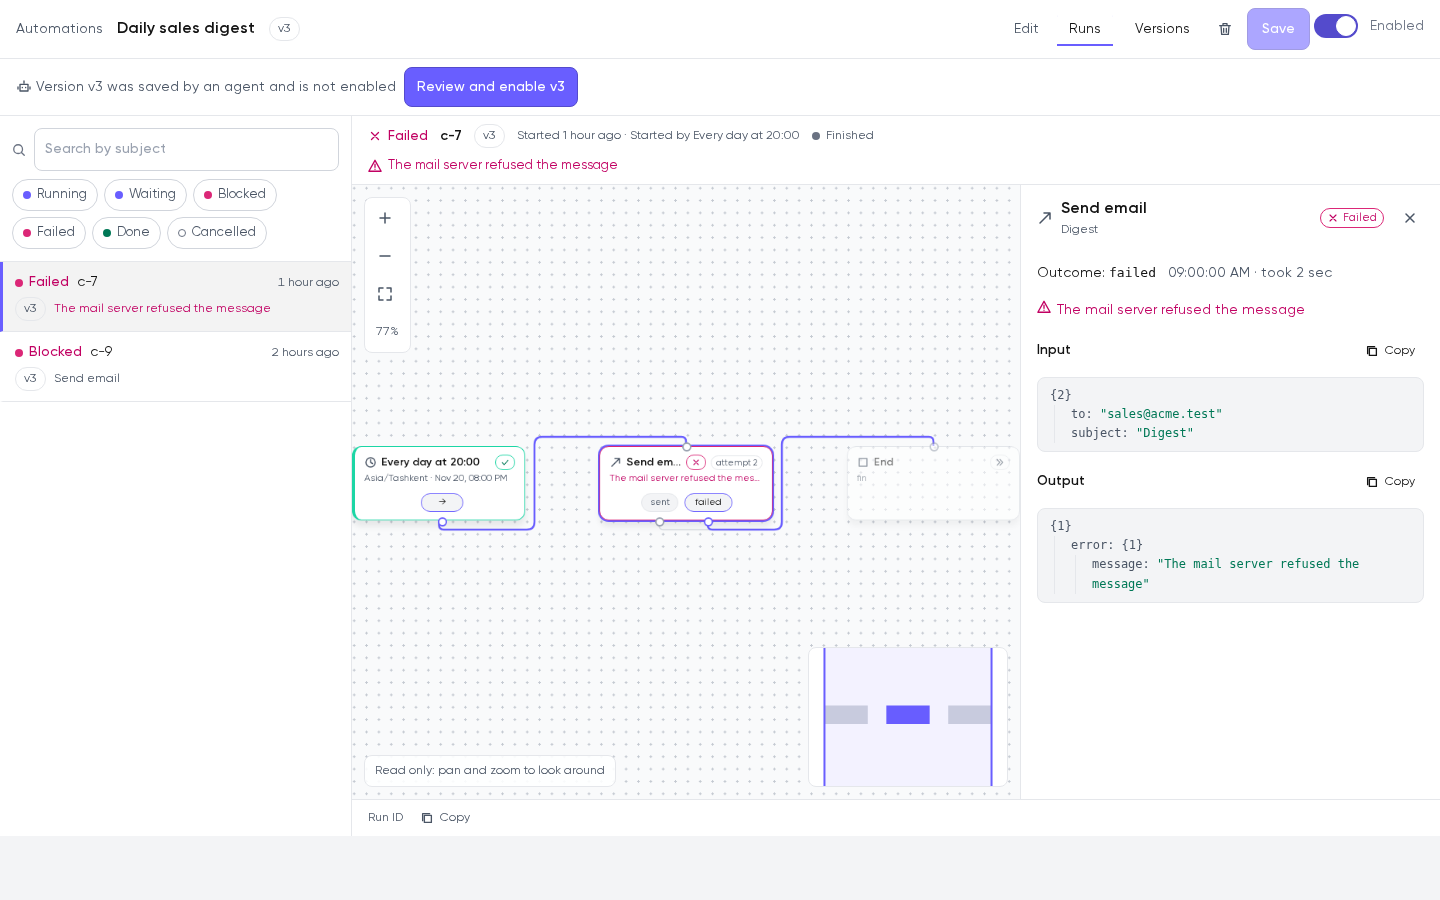 Automations Daily sales digest v3 Edit Runs Versions Save Enabled
Version v3 was saved by an agent and is not enabled Review and enable v3
Search by subject
Running Waiting Blocked
Failed Done Cancelled
Failed c-7 1 hour ago
v3 The mail server refused the message
Blocked c-9 2 hours ago
v3 Send email
Failed c-7 v3 Started 1 hour ago · Started by Every day at 20:00 Finished
The mail server refused the message
77%
Every day at 20:00
Asia/Tashkent · Nov 20, 08:00 PM
Send em... attempt 2
The mail server refused the mes...
sent failed
End
fin
Read only: pan and zoom to look around
Send email Failed
Digest
Outcome: failed 09:00:00 AM · took 2 sec
The mail server refused the message
Input Copy
{2}
to: "sales@acme.test"
subject: "Digest"
Output Copy
{1}
error: {1}
message: "The mail server refused the
message"
Run ID Copy